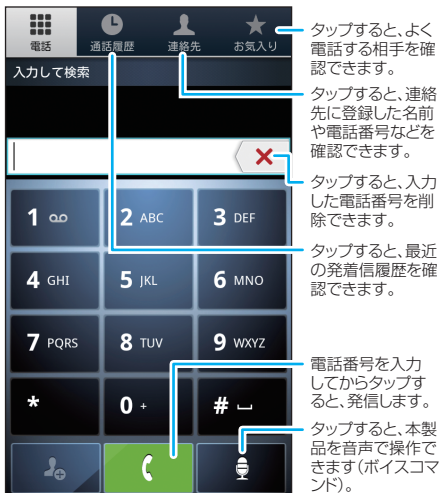 電話
通話履歴
連絡先
お気入り
入力して検索
1
2 ABC
3 DEF
4 GHI
5 JKL
6 MNO
7 PQRS
8 TUV
9 WXYZ
*
0 +
#
タップすると、よく
電話する相手を確
認できます。
タップすると、連絡
先に登録した名前
や電話番号などを
確認できます。
タップすると、入力
した電話番号を削
除できます。
タップすると、最近
の発着信履歴を確
認できます。
電話番号を入力
してからタップす
ると、発信します。
タップすると、本製
品を音声で操作で
きます(ボイスコマ
ンド)。